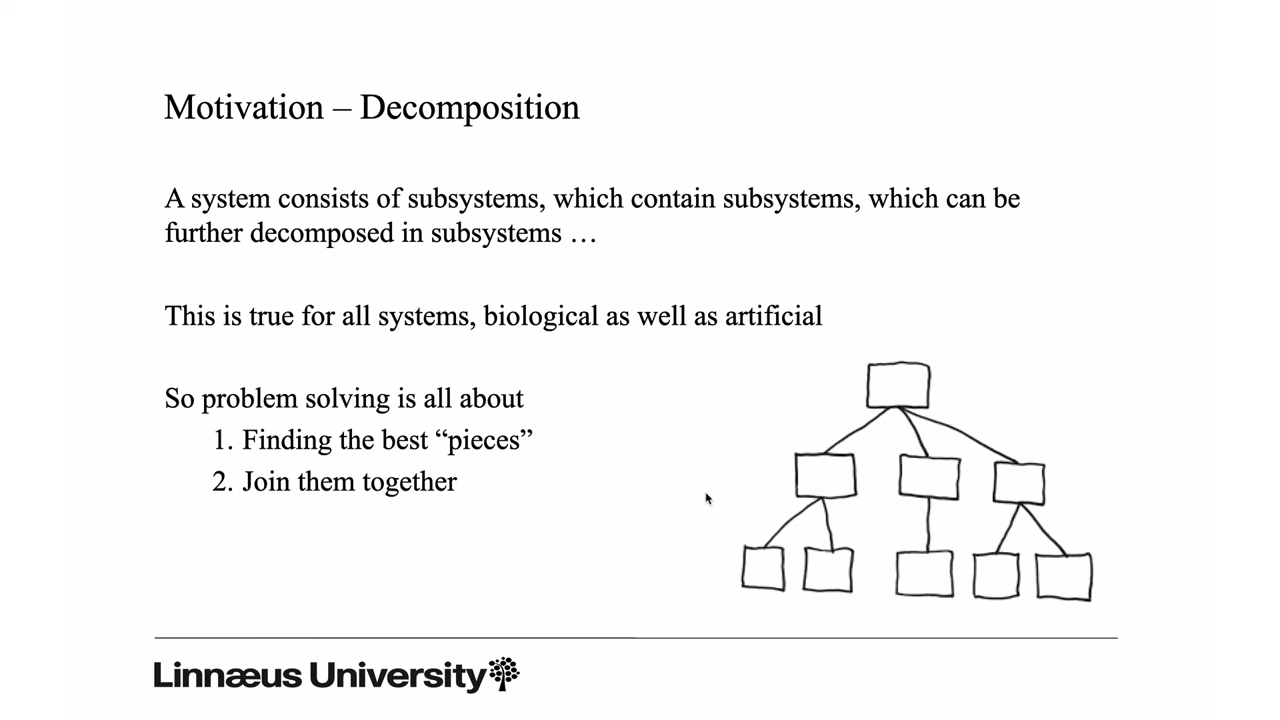 Motivation – Decomposition
A system consists of subsystems, which contain subsystems, which can be
further decomposed in subsystems …
This is true for all systems, biological as well as artificial
So problem solving is all about
1. Finding the best “pieces”
2. Join them together
Linnæus University